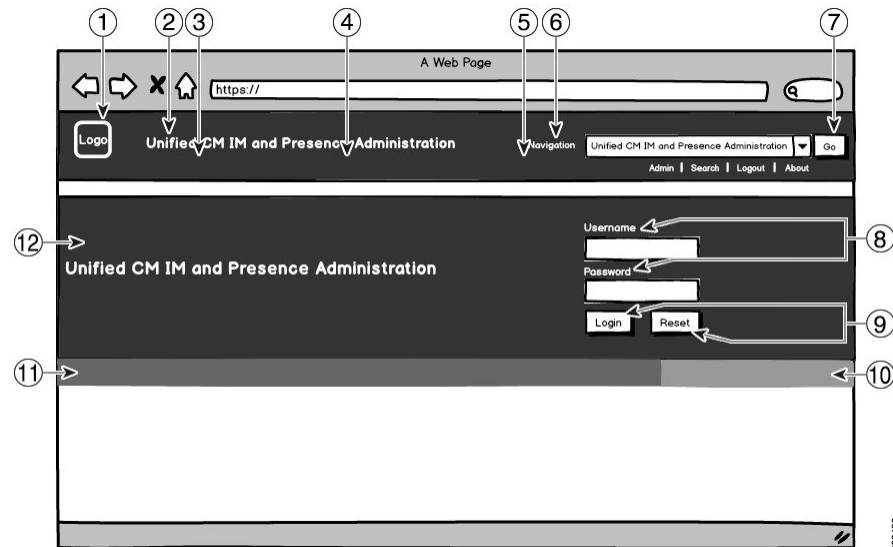 1 2 3 4 5 6 7
A Web Page
https://
Logo
Unified CM IM and Presence Administration
Navigation
Unified CM IM and Presence Administration
Go
Admin | Search | Logout | About
Username
8
12
Unified CM IM and Presence Administration
Password
Login
Reset
9
11
10